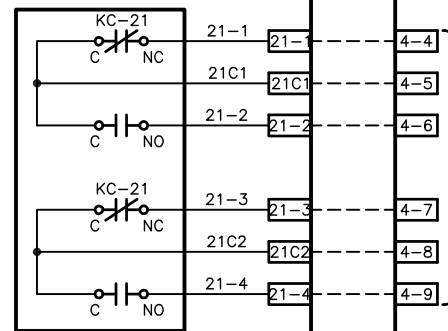 KC-21
C NC 21-1 21-1 4-4
21C1 21C1 4-5
C NO 21-2 21-2 4-6
KC-21
C NC 21-3 21-3 4-7
21C2 21C2 4-8
C NO 21-4 21-4 4-9